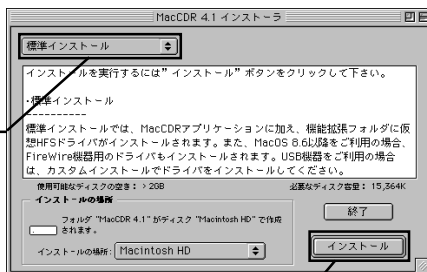 MacCDR 4.1 インストーラ
標準インストール
インストールを実行するには”インストール”ボタンをクリックして下さい。
・標準インストール
----------
標準インストールでは、MacCDRアプリケーションに加え、機能拡張フォルダに仮
想HFSドライバがインストールされます。また、MacOS 8.6以降をご利用の場合、
FireWire機器用のドライバもインストールされます。USB機器をご利用の場合
は、カスタムインストールでドライバをインストールしてください。
使用可能なディスクの空き：> 2GB 必要なディスク容量： 15,364K
インストールの場所
フォルダ “MacCDR 4.1” がディスク “Macintosh HD” で作成
されます。
終了
インストールの場所： Macintosh HD
インストール